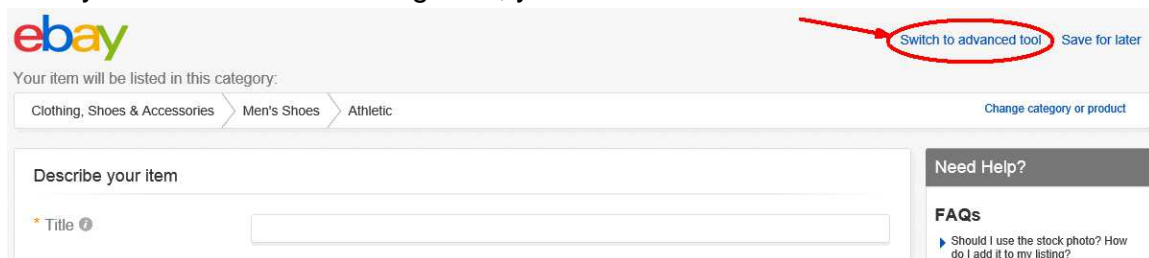 ebay
Switch to advanced tool Save for later
Your item will be listed in this category:
Clothing, Shoes & Accessories Men's Shoes Athletic Change category or product
Describe your item Need Help?
* Title
FAQs
Should I use the stock photo? How
do I add it to my listing?